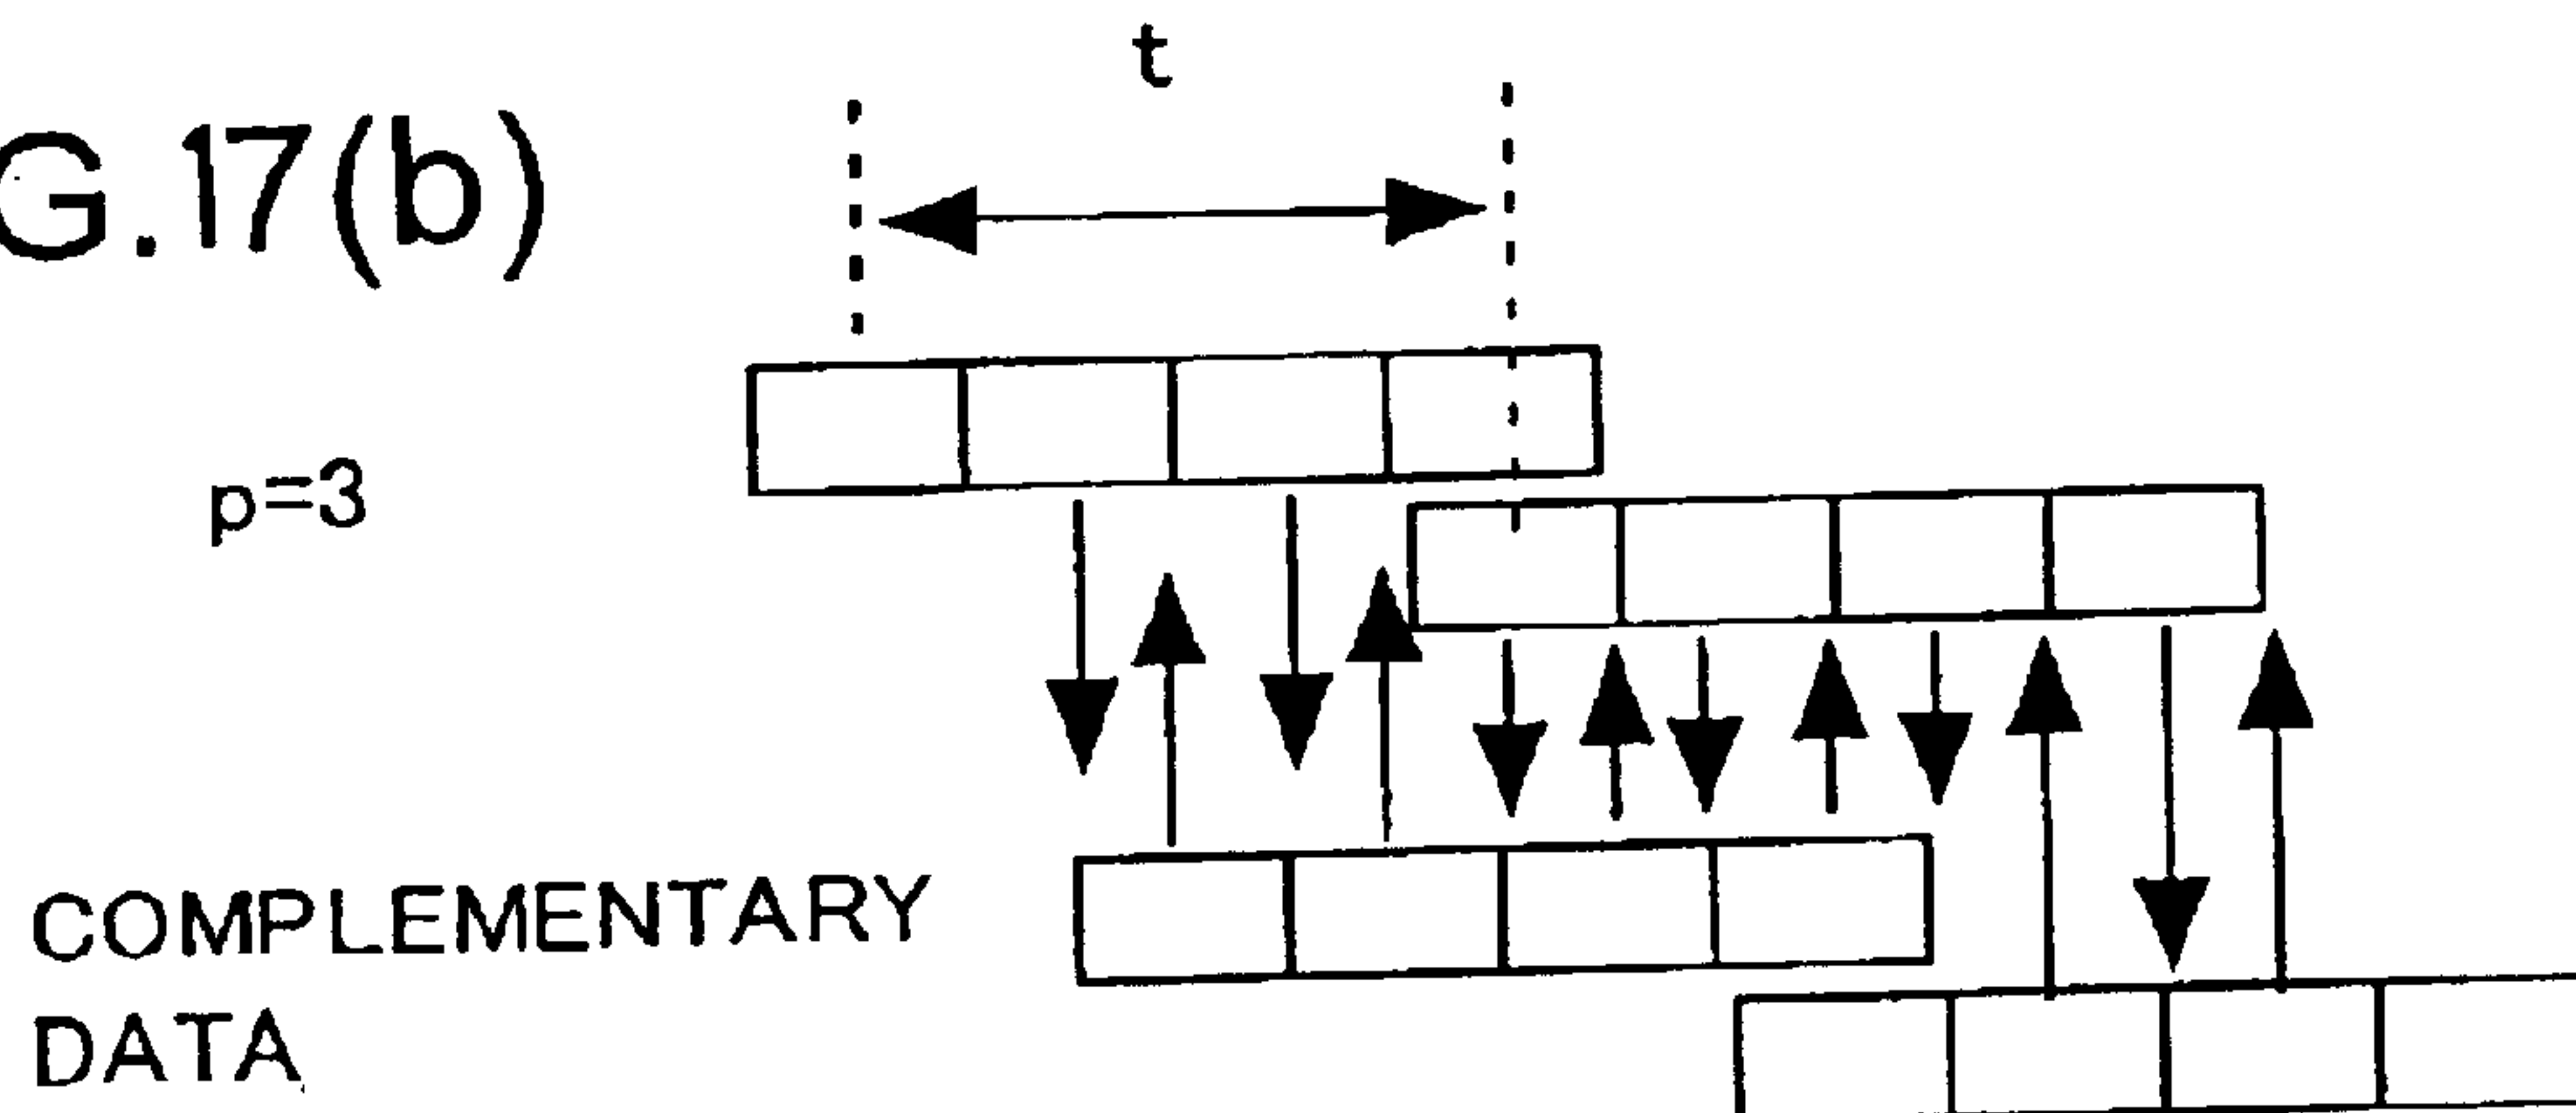 t
G.17(b)
p=3
COMPLEMENTARY
DATA